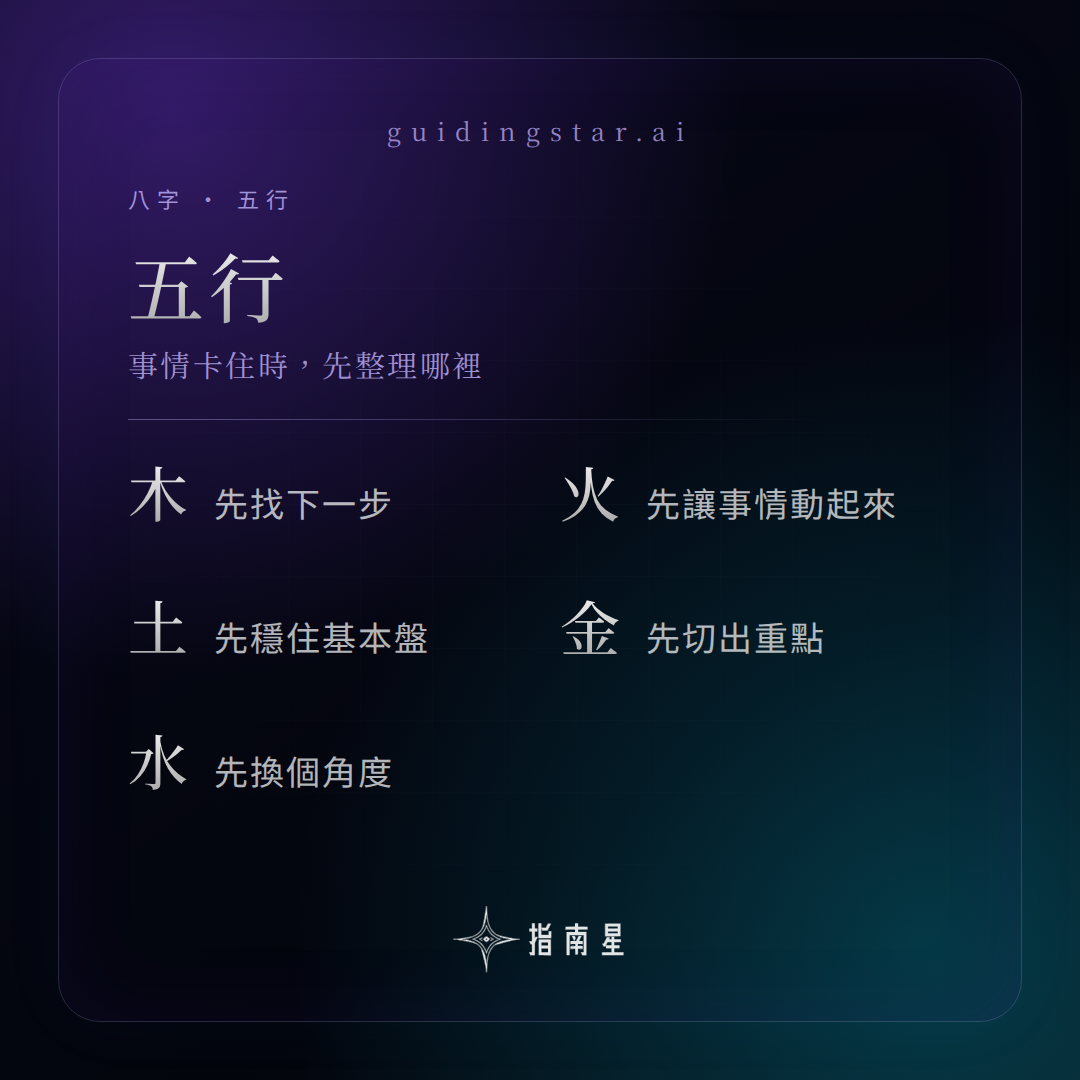 guidingstar.ai
八字 · 五行
五行
事情卡住時，先整理哪裡
木 先找下一步
火 先讓事情動起來
土 先穩住基本盤
金 先切出重點
水 先換個角度
指南星